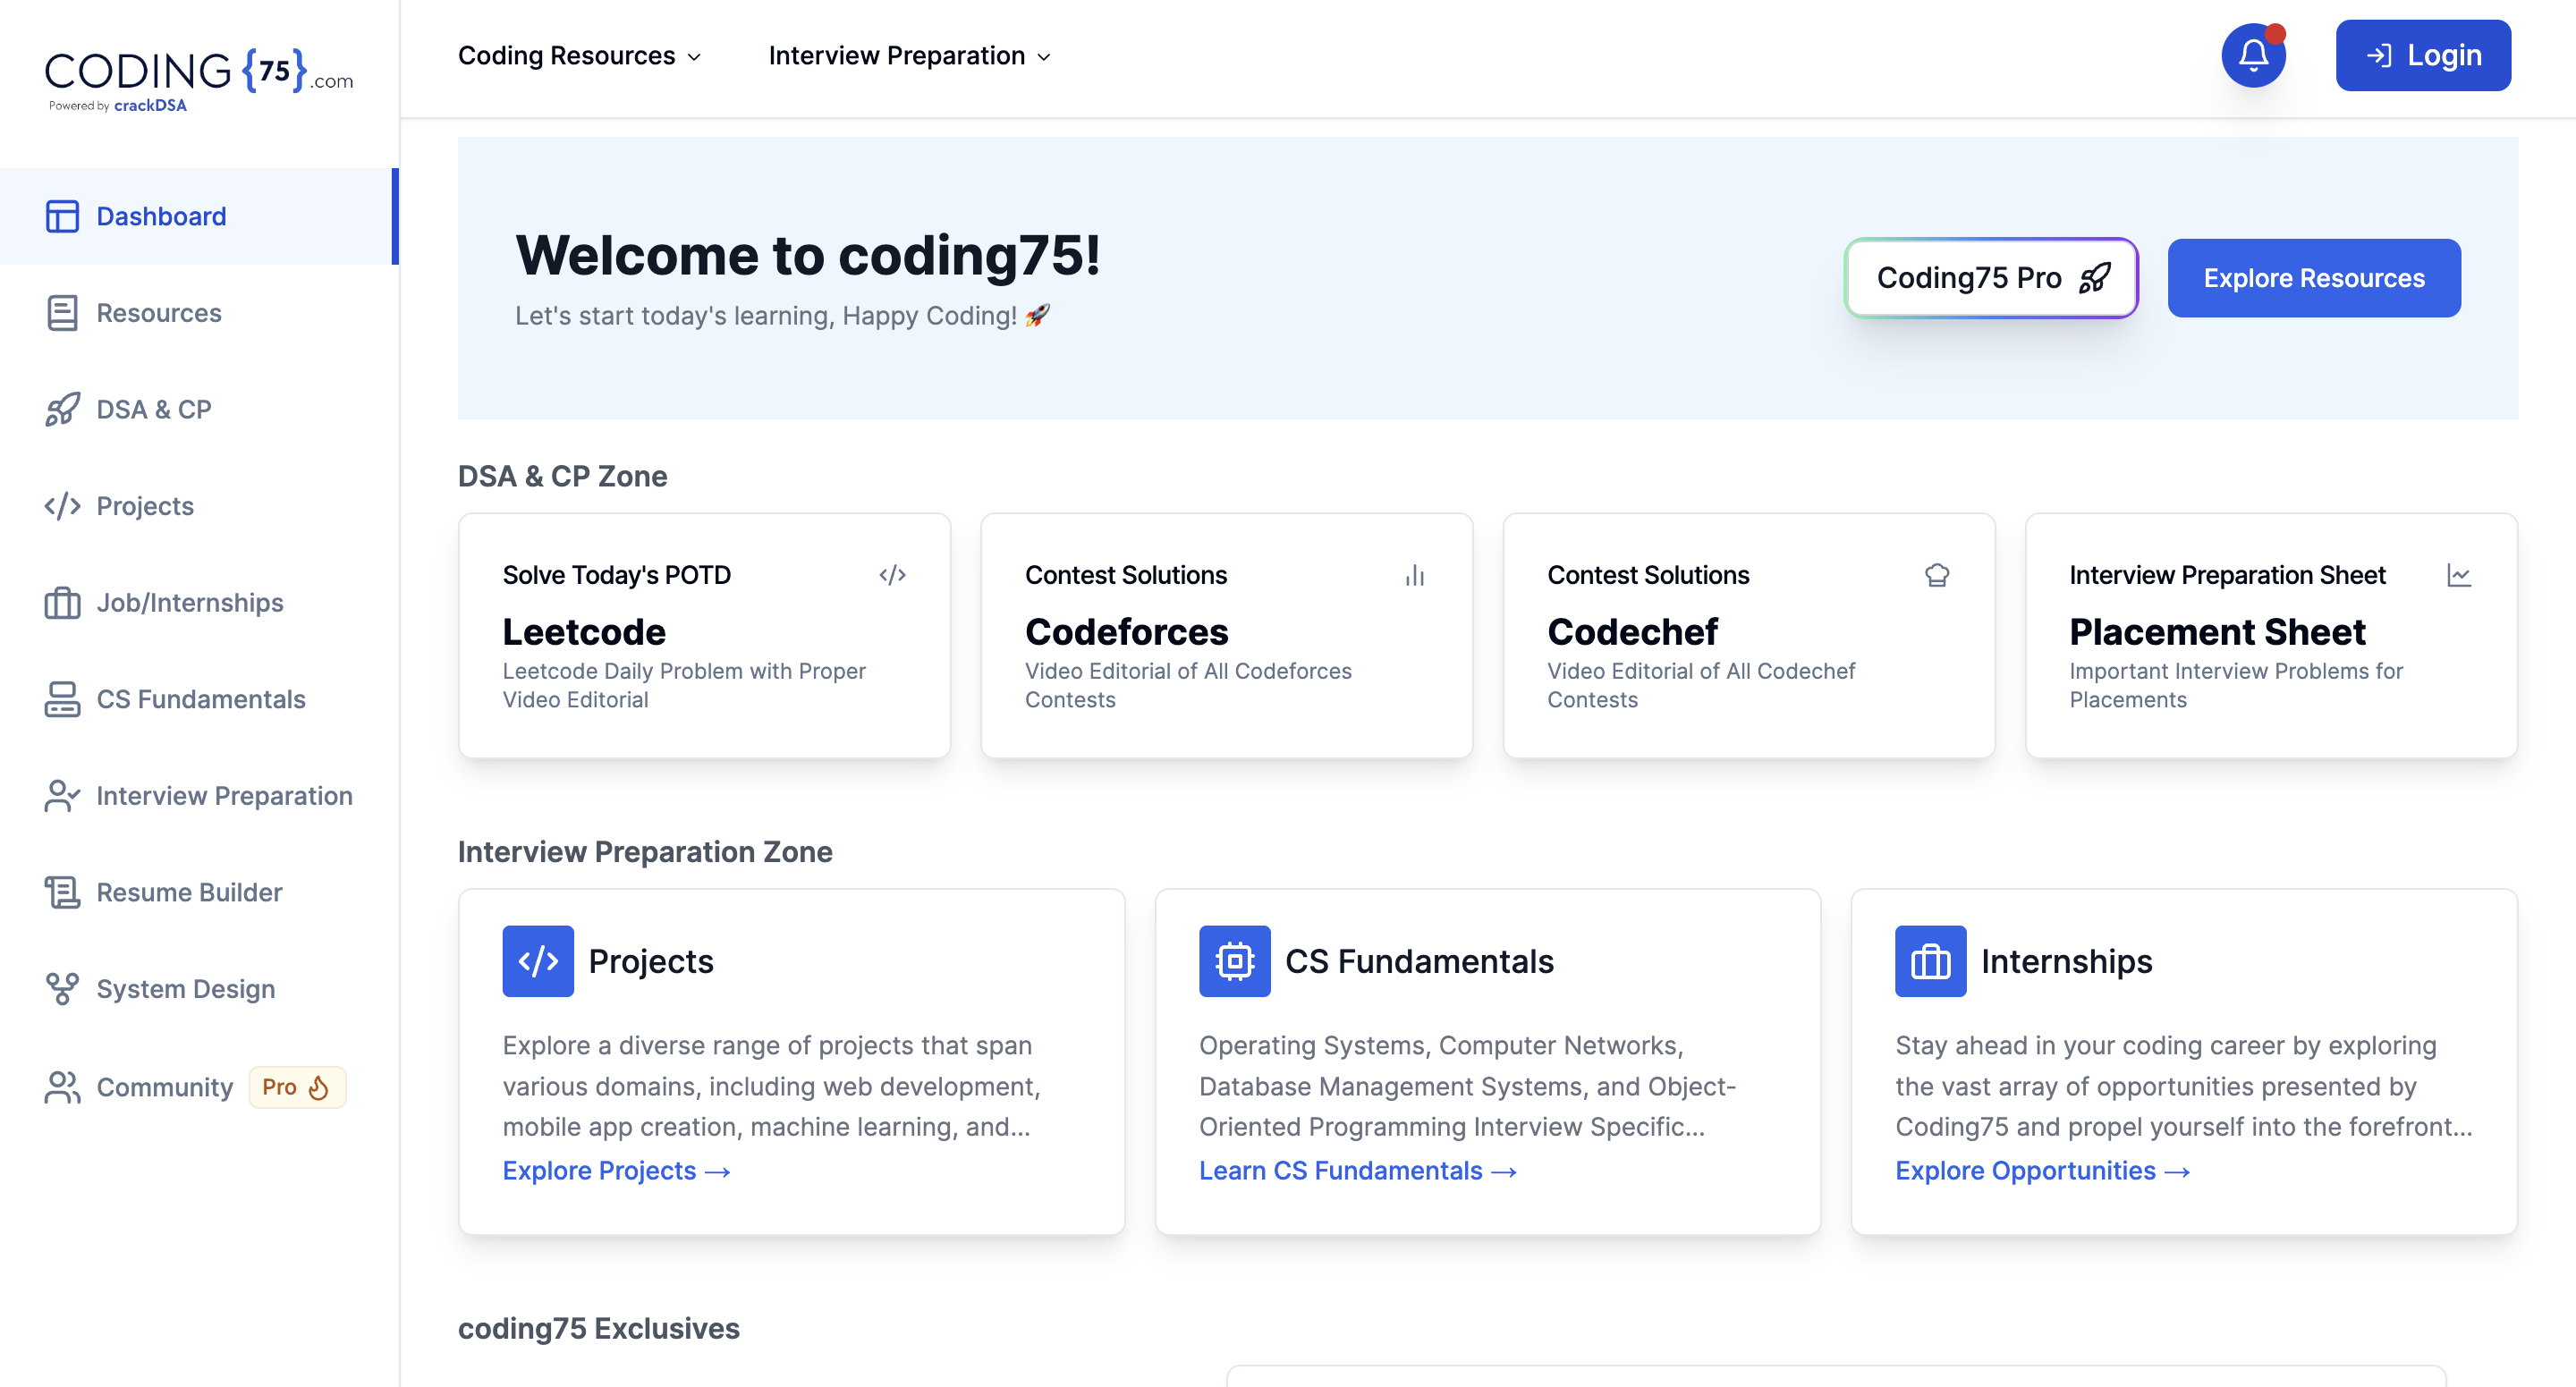 CODING {75}.com
Powered by crackDSA
Dashboard
Resources
DSA & CP
Projects
Job/Internships
CS Fundamentals
Interview Preparation
Resume Builder
System Design
Community Pro
Coding Resources
Interview Preparation
Login
Welcome to coding75!
Let's start today's learning, Happy Coding! 🚀
Coding75 Pro
Explore Resources
DSA & CP Zone
Solve Today's POTD
Leetcode
Leetcode Daily Problem with Proper
Video Editorial
Contest Solutions
Codeforces
Video Editorial of All Codeforces
Contests
Contest Solutions
Codechef
Video Editorial of All Codechef
Contests
Interview Preparation Sheet
Placement Sheet
Important Interview Problems for
Placements
Interview Preparation Zone
Projects
Explore a diverse range of projects that span
various domains, including web development,
mobile app creation, machine learning, and...
Explore Projects →
CS Fundamentals
Operating Systems, Computer Networks,
Database Management Systems, and Object-
Oriented Programming Interview Specific...
Learn CS Fundamentals →
Internships
Stay ahead in your coding career by exploring
the vast array of opportunities presented by
Coding75 and propel yourself into the forefront...
Explore Opportunities →
coding75 Exclusives